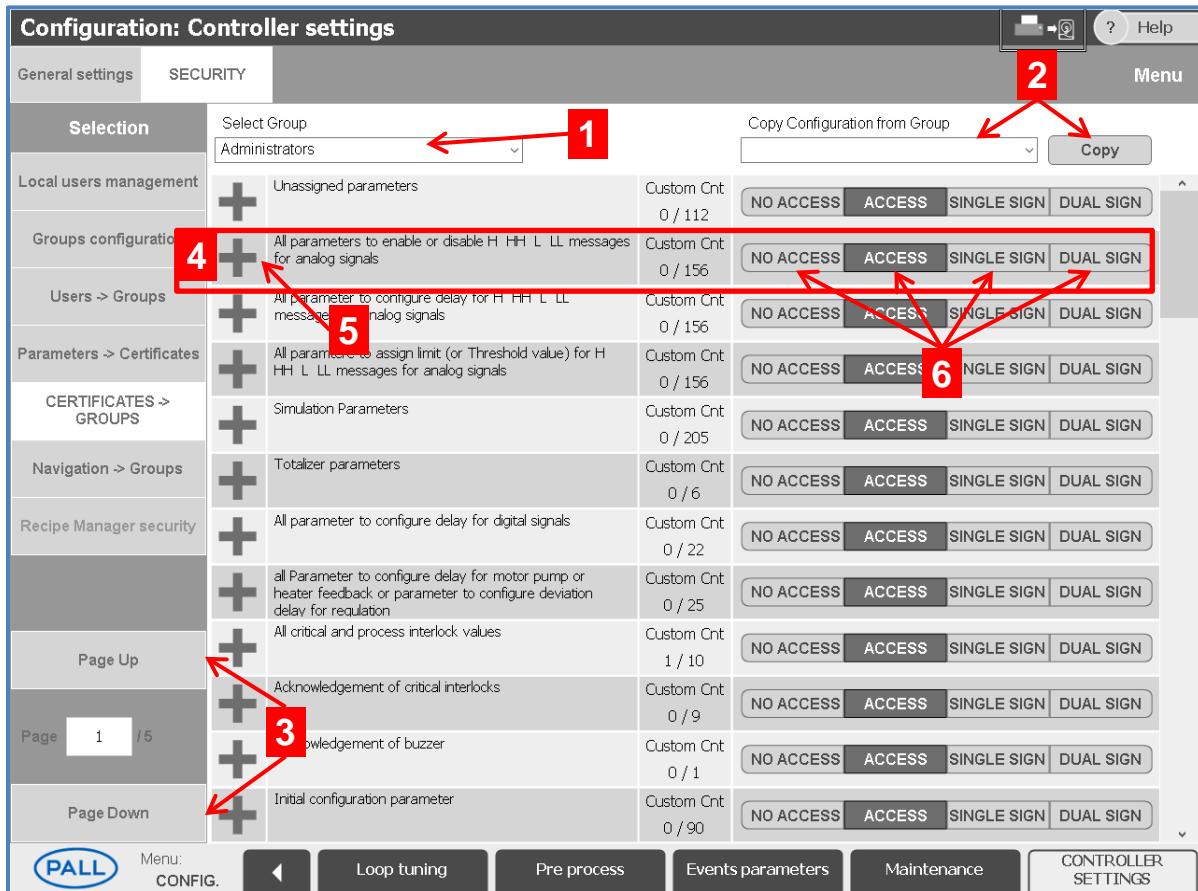 Configuration: Controller settings
? Help
General settings
SECURITY
2
Menu
Selection
Select Group
Copy Configuration from Group
Administrators
1
Copy
Local users management
Groups configuratio
Users -> Groups
Parameters -> Certificates
CERTIFICATES ->
GROUPS
Navigation -> Groups
Recipe Manager security
Page Up
Page 1 / 5
Page Down
Unassigned parameters
Custom Cnt
0 / 112
NO ACCESS ACCESS SINGLE SIGN DUAL SIGN
4
All parameters to enable or disable H HH L LL messages
for analog signals
Custom Cnt
0 / 156
NO ACCESS ACCESS SINGLE SIGN DUAL SIGN
All parameter to configure delay for H HH L LL
message nalog signals
5
Custom Cnt
0 / 156
NO ACCESS ACCESS SINGLE SIGN DUAL SIGN
6
All parameters to assign limit (or Threshold value) for H
HH L LL messages for analog signals
Custom Cnt
0 / 156
NO ACCESS ACCESS NGLE SIGN DUAL SIGN
Simulation Parameters
Custom Cnt
0 / 205
NO ACCESS ACCESS SINGLE SIGN DUAL SIGN
Totalizer parameters
Custom Cnt
0 / 6
NO ACCESS ACCESS SINGLE SIGN DUAL SIGN
All parameter to configure delay for digital signals
Custom Cnt
0 / 22
NO ACCESS ACCESS SINGLE SIGN DUAL SIGN
all Parameter to configure delay for motor pump or
heater feedback or parameter to configure deviation
delay for regulation
Custom Cnt
0 / 25
NO ACCESS ACCESS SINGLE SIGN DUAL SIGN
All critical and process interlock values
Custom Cnt
1 / 10
NO ACCESS ACCESS SINGLE SIGN DUAL SIGN
Acknowledgement of critical interlocks
Custom Cnt
0 / 9
NO ACCESS ACCESS SINGLE SIGN DUAL SIGN
3
owledgement of buzzer
Custom Cnt
0 / 1
NO ACCESS ACCESS SINGLE SIGN DUAL SIGN
Initial configuration parameter
Custom Cnt
0 / 90
NO ACCESS ACCESS SINGLE SIGN DUAL SIGN
PALL
Menu:
CONFIG.
Loop tuning
Pre process
Events parameters
Maintenance
CONTROLLER
SETTINGS